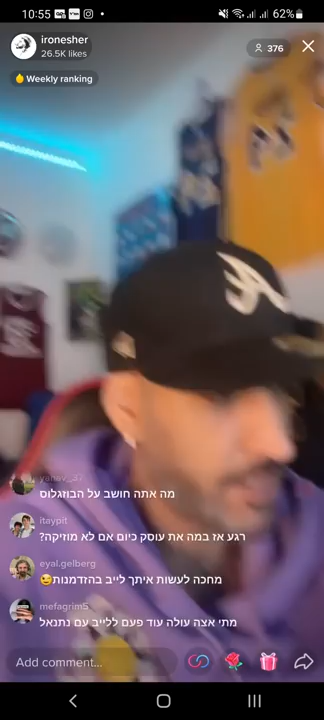 10:55
62%
ironesher
26.5K likes
376
Weekly ranking
yahav_37
מה אתה חושב על הבוזגלוס
itaypit
רגע אז במה את עוסק כיום אם לא מוזיקה?
eyal.gelberg
מחכה לעשות איתך לייב בהזדמנות😉
mefagrim5
מתי אצה עולה עוד פעם ללייב עם נתנאל
Add comment...